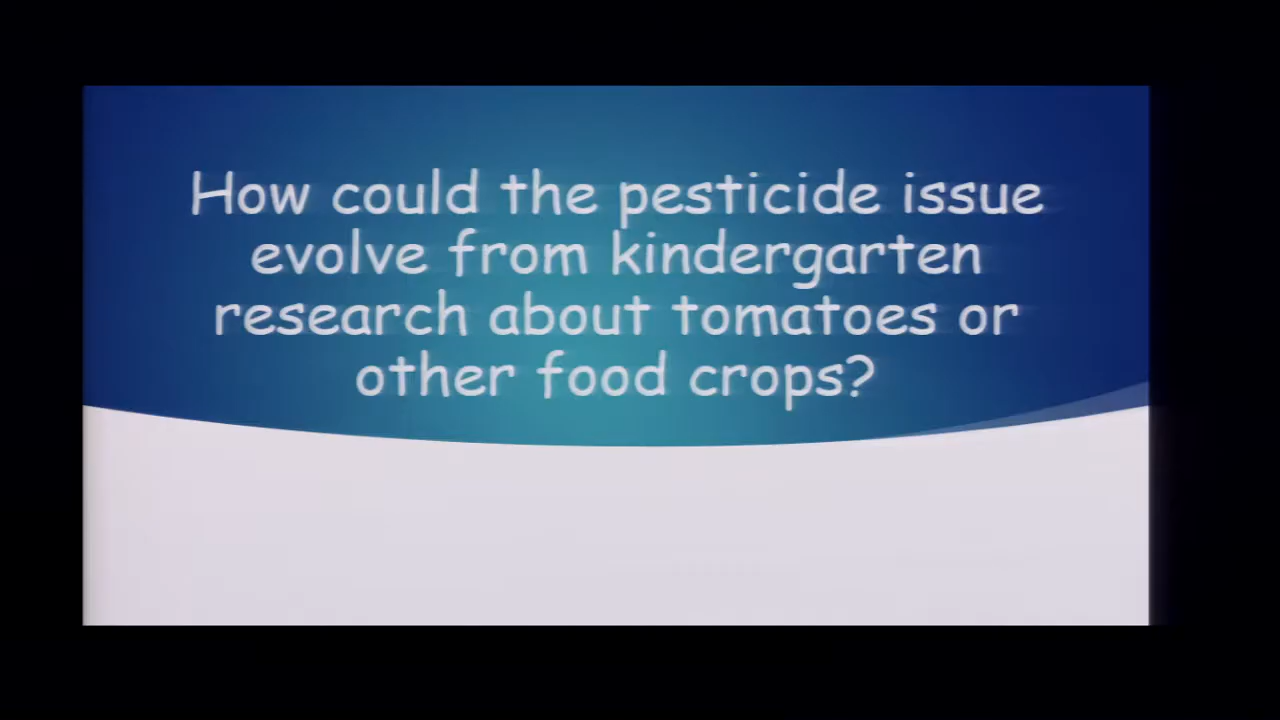 How could the pesticide issue
evolve from kindergarten
research about tomatoes or
other food crops?